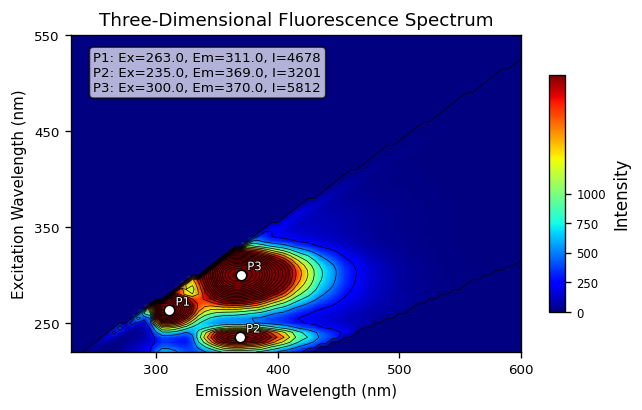 Three-Dimensional Fluorescence Spectrum
P1: Ex=263.0, Em=311.0, I=4678
P2: Ex=235.0, Em=369.0, I=3201
P3: Ex=300.0, Em=370.0, I=5812
550
450
350
250
Excitation Wavelength (nm)
P3
P1
P2
300
400
500
600
Emission Wavelength (nm)
1000
750
500
250
0
Intensity